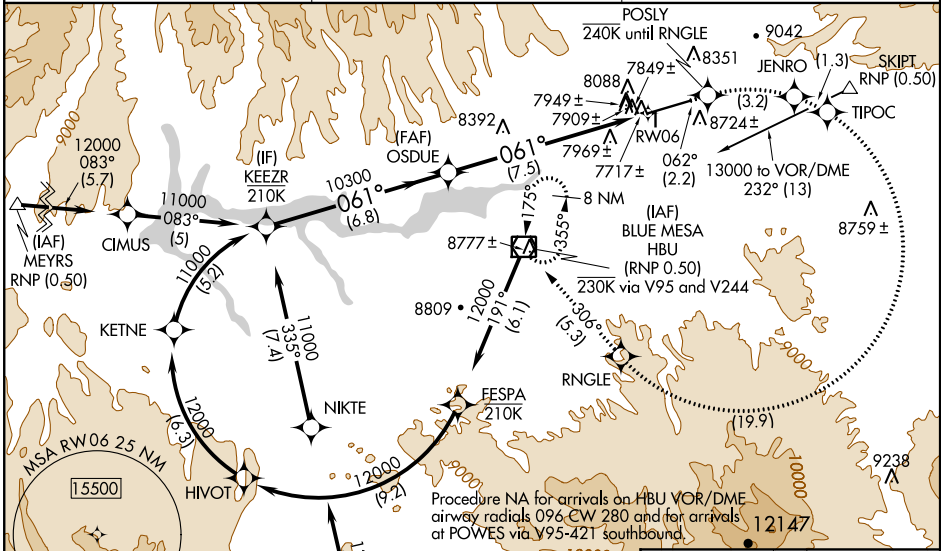 POSLY
240K until RNGLE
9042
8351
JENRO
(1.3)
SKIPT
RNP (0.50)
7849±
8088
7949±
7909±
(3.2)
TIPOC
8724±
RW06
8392
(FAF)
OSDUE
061°
(7.5)
7969±
7717±
062°
(2.2)
13000 to VOR/DME
232° (13)
9000
12000
083°
(5.7)
(IF)
KEEZR
210K
10300
061°
(6.8)
11000
083°
(5)
175°
8 NM
355°
(IAF)
BLUE MESA
HBU
(RNP 0.50)
230K via V95 and V244
8759±
(IAF)
MEYRS
RNP (0.50)
CIMUS
8777±
11000
(5.2)
KETNE
11000
335°
(7.4)
8809
12000
191°
(6.1)
306°
(5.3)
9000
RNGLE
NIKTE
FESPA
210K
(19.9)
12000
(6.3)
MSA RW06 25 NM
15500
HIVOT
12000
(9.2)
9000
10000
9238
Procedure NA for arrivals on HBU VOR/DME
airway radials 096 CW 280 and for arrivals
at POWES via V95-421 southbound.
12147